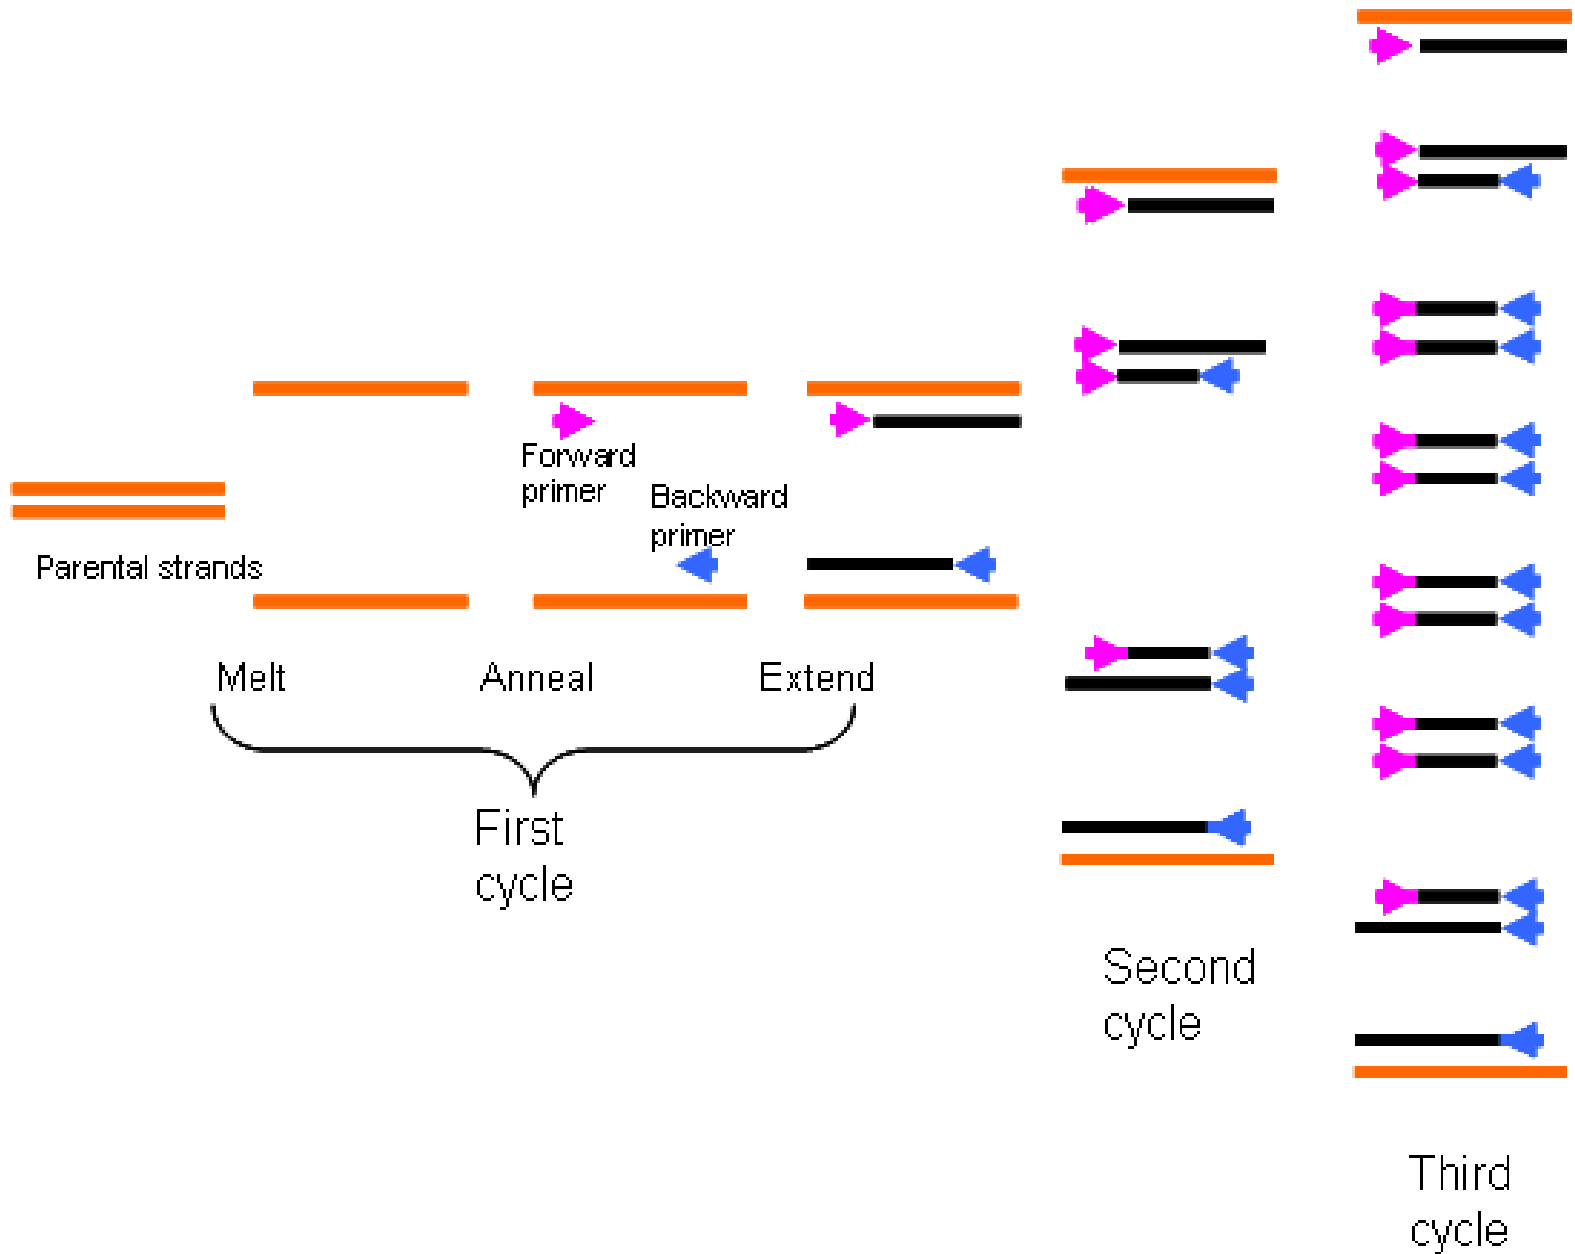 Forward
primer
Backward
primer
Parental strands
Melt
Anneal
Extend
First
cycle
Second
cycle
Third
cycle